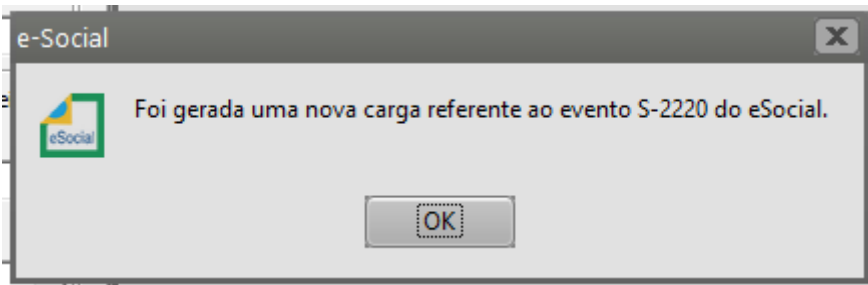 e-Social
Foi gerada uma nova carga referente ao evento S-2220 do eSocial.
eSocial
OK